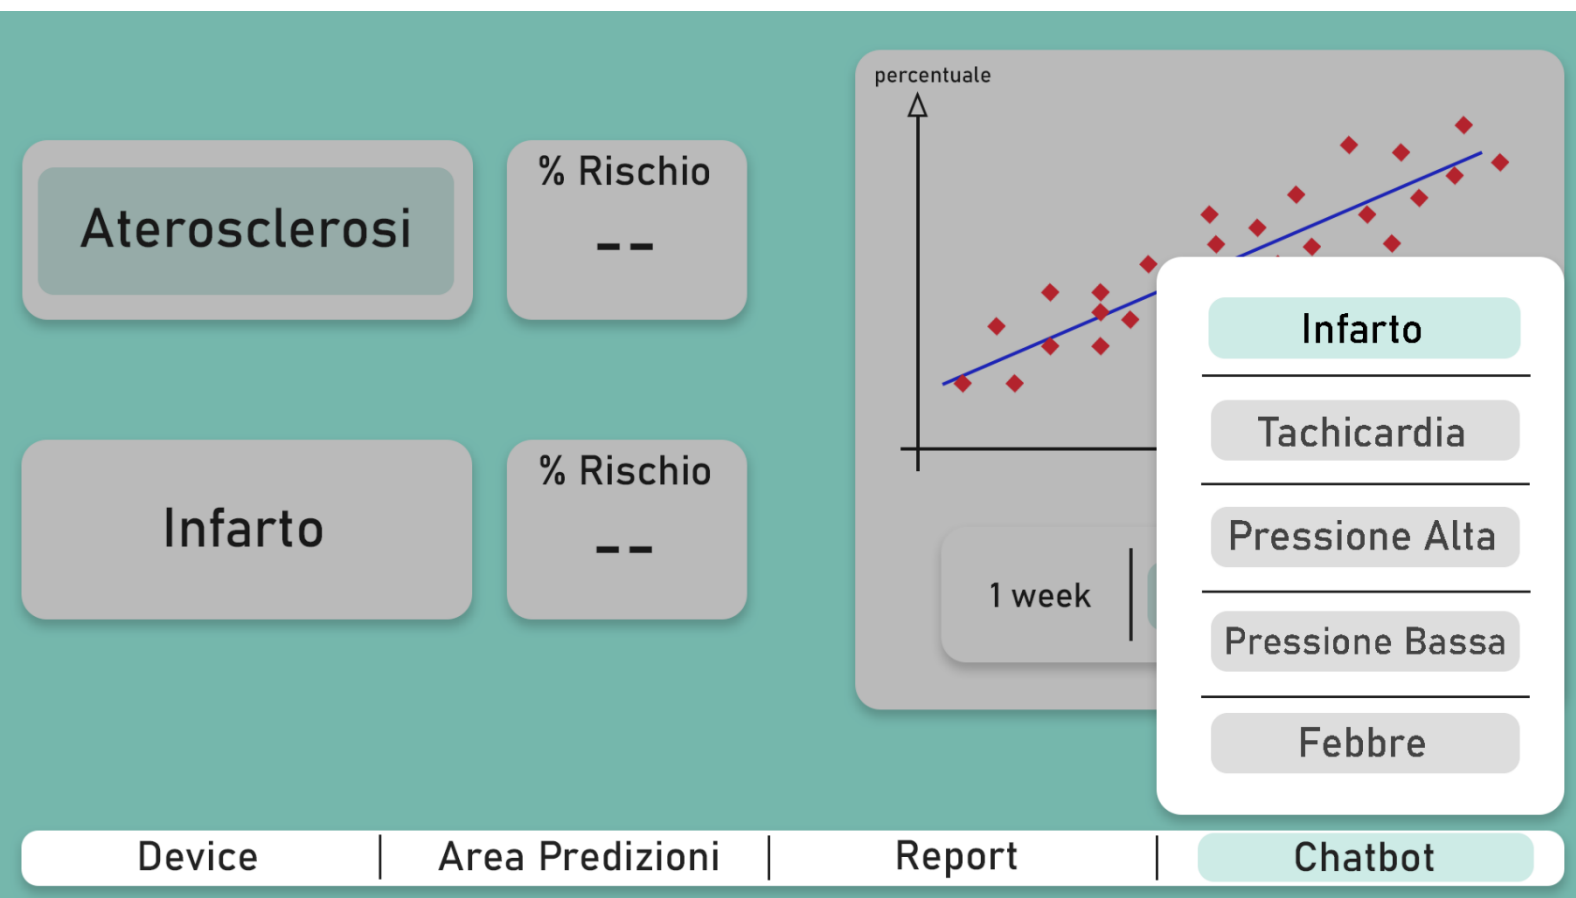 percentuale
Aterosclerosi
% Rischio
--
Infarto
% Rischio
--
1 week
Infarto
Tachicardia
Pressione Alta
Pressione Bassa
Febbre
Device
Area Predizioni
Report
Chatbot